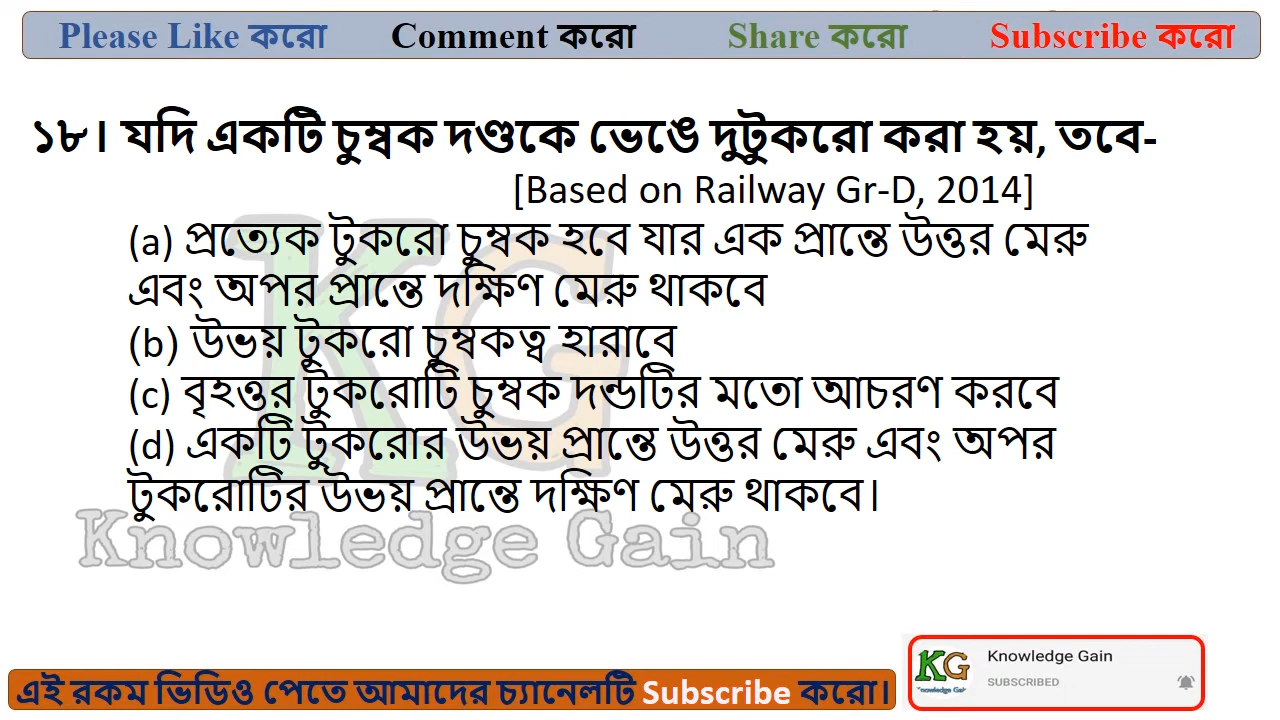 Please Like করো Comment করো Share করো Subscribe করো
১৮। যদি একটি চুম্বক দণ্ডকে ভেঙে দুটুকরো করা হয়, তবে-
[Based on Railway Gr-D, 2014]
(a) প্রত্যেক টুকরো চুম্বক হবে যার এক প্রান্তে উত্তর মেরু
এবং অপর প্রান্তে দক্ষিণ মেরু থাকবে
(b) উভয় টুকরো চুম্বকত্ব হারাবে
(c) বৃহত্তর টুকরোটি চুম্বক দন্ডটির মতো আচরণ করবে
(d) একটি টুকরোর উভয় প্রান্তে উত্তর মেরু এবং অপর
টুকরোটির উভয় প্রান্তে দক্ষিণ মেরু থাকবে।
KG
Knowledge Gain
এই রকম ভিডিও পেতে আমাদের চ্যানেলটি Subscribe করো।
KG
Knowledge Gain
SUBSCRIBED